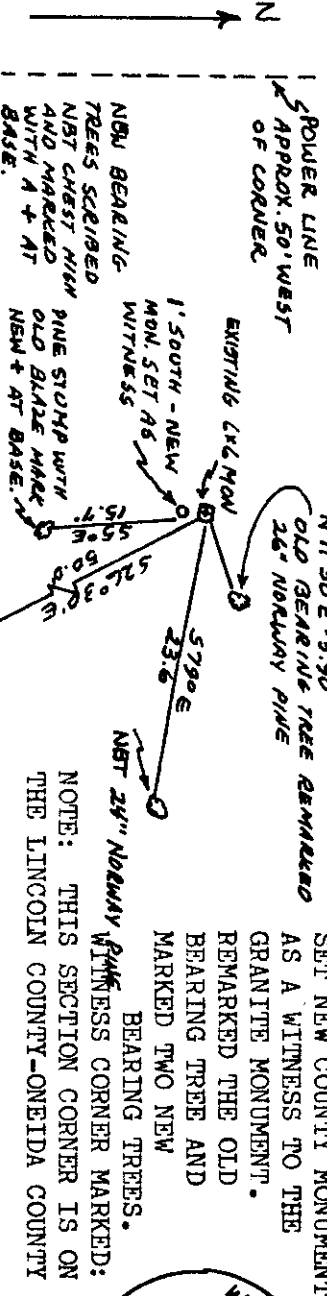 N
POWER LINE
APPROX. 50' WEST
OF CORNER
EXISTING 6X6 MON
OLD BEARING TREE REMARKED
26" NORWAY PINE
1' SOUTH - NEW
MON. SET AS
WITNESS
NEW BEARING
TREES SCRIBED
NBT CHEST HIGH
AND MARKED
WITH A + AT
BASE.
PINE STUMP WITH
OLD BLAZE MARK
NEW + AT BASE.
S5°E
15.7'
S26°30'E
50.0
S79°E
23.6
NBT 24" NORWAY PINE
SET NEW COUNTY MONUMENT
AS A WITNESS TO THE
GRANITE MONUMENT.
REMARKED THE OLD
BEARING TREE AND
MARKED TWO NEW
BEARING TREES.
WITNESS CORNER MARKED:
NOTE: THIS SECTION CORNER IS ON
THE LINCOLN COUNTY-ONEIDA COUNTY